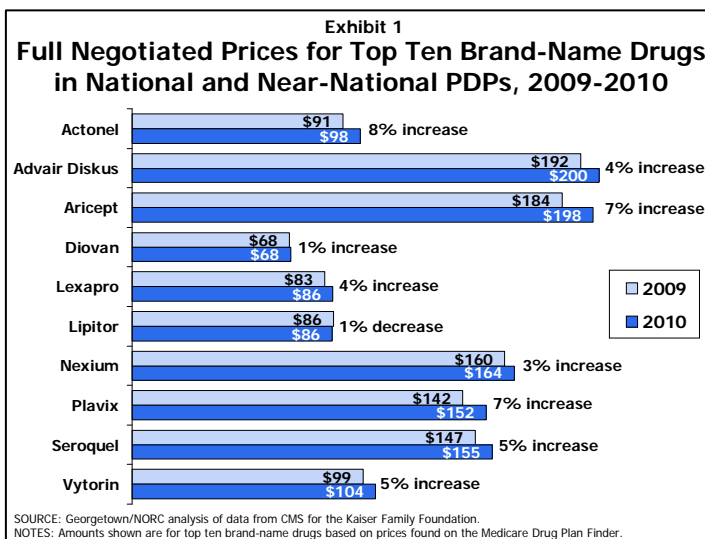 Exhibit 1
Full Negotiated Prices for Top Ten Brand-Name Drugs
in National and Near-National PDPs, 2009-2010
Actonel
$91
$98
8% increase
Advair Diskus
$192
$200
4% increase
Aricept
$184
$198
7% increase
Diovan
$68
$68
1% increase
Lexapro
$83
$86
4% increase
Lipitor
$86
$86
1% decrease
Nexium
$160
$164
3% increase
Plavix
$142
$152
7% increase
Seroquel
$147
$155
5% increase
Vytorin
$99
$104
5% increase
2009
2010
SOURCE: Georgetown/NORC analysis of data from CMS for the Kaiser Family Foundation.
NOTES: Amounts shown are for top ten brand-name drugs based on prices found on the Medicare Drug Plan Finder.